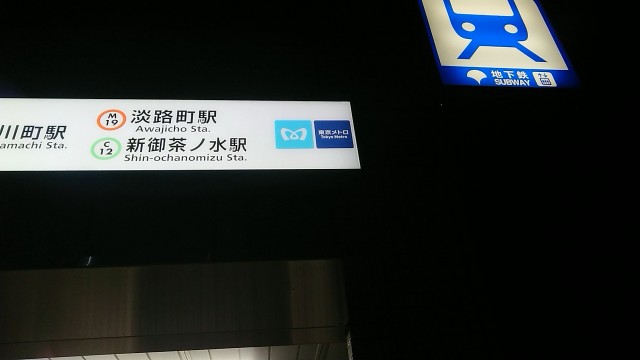 地下鉄
SUBWAY
川町駅
amachi Sta.
M
19
淡路町駅
Awajicho Sta.
C
12
新御茶ノ水駅
Shin-ochanomizu Sta.
東京メトロ
Tokyo Metro